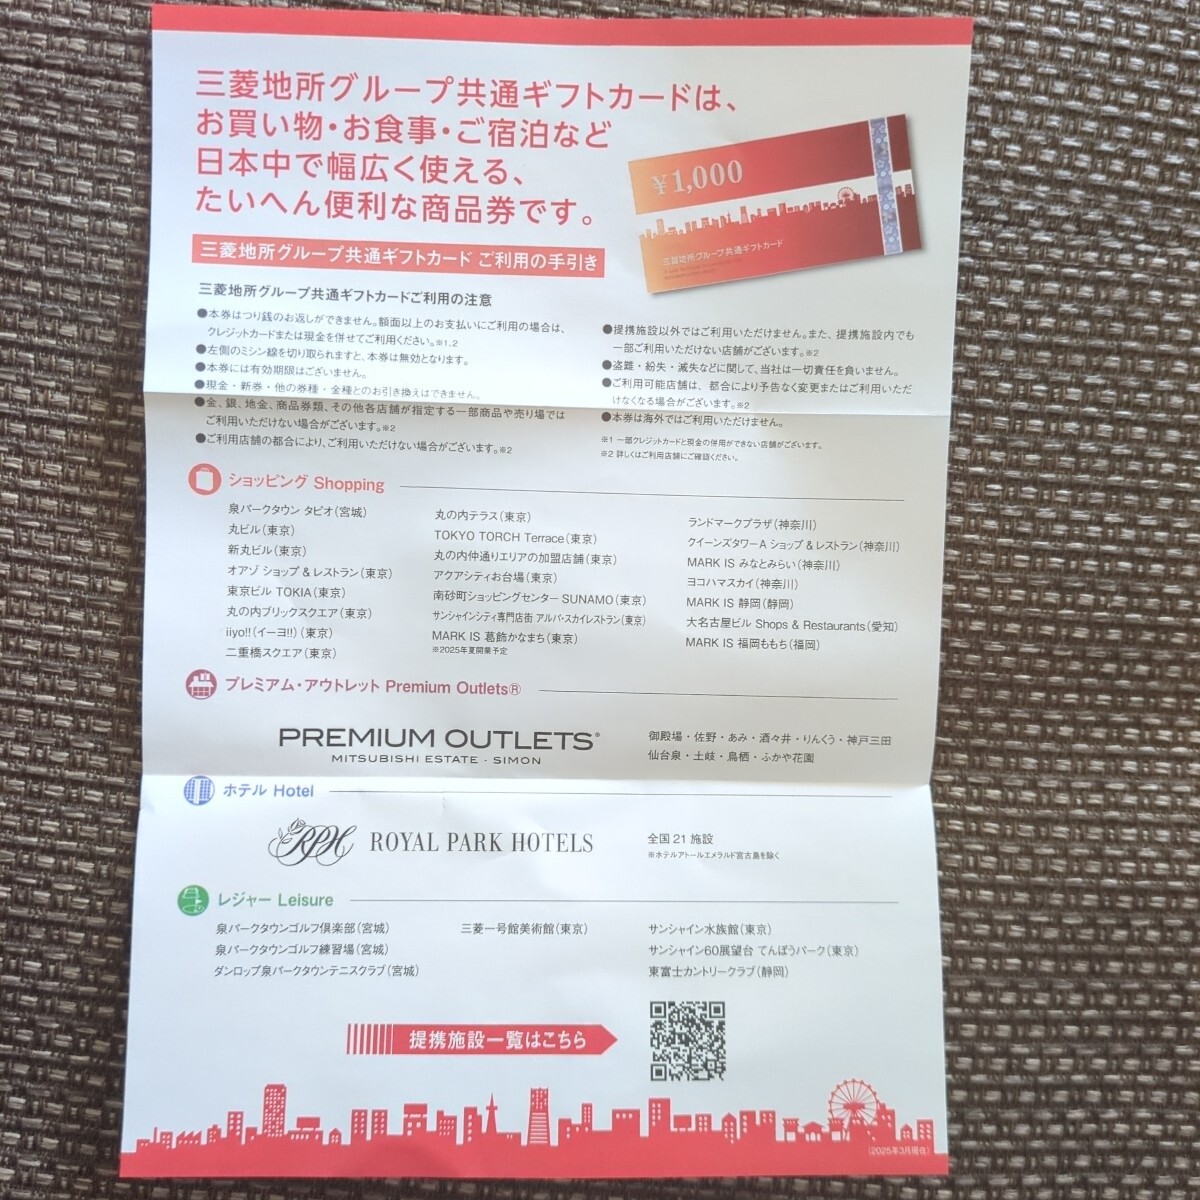 三菱地所グループ共通ギフトカードは、
お買い物・お食事・ご宿泊など
日本中で幅広く使える、
たいへん便利な商品券です。
¥1,000
三菱地所グループ共通ギフトカード
三菱地所グループ共通ギフトカード ご利用の手引き
三菱地所グループ共通ギフトカードご利用の注意
●本券はつり銭のお返しができません。額面以上のお支払いにご利用の場合は、
クレジットカードまたは現金を併せてご利用ください。※1,2
●左側のミシン線を切り取られますと、本券は無効となります。
●本券には有効期限はございません。
●現金・新券・他の券種・金種とのお引き換えはできません。
●金、銀、地金、商品券類、その他各店舗が指定する一部商品や売り場では
ご利用いただけない場合がございます。※2
●ご利用店舗の都合により、ご利用いただけない場合がございます。※2
●提携施設以外ではご利用いただけません。また、提携施設内でも
一部ご利用いただけない店舗がございます。※2
●盗難・紛失・滅失などに関して、当社は一切責任を負いません。
●ご利用可能店舗は、都合により予告なく変更またはご利用いただ
けなくなる場合がございます。※2
●本券は海外ではご利用いただけません。
※1 一部クレジットカードと現金の併用ができない店舗がございます。
※2 詳しくはご利用店舗にご確認ください。
ショッピング Shopping
泉パークタウン タピオ(宮城)
丸ビル(東京)
新丸ビル(東京)
オアゾ ショップ&レストラン(東京)
東京ビル TOKIA(東京)
丸の内ブリックスクエア(東京)
iiyo!!(イーヨ!!)(東京)
二重橋スクエア(東京)
丸の内テラス(東京)
TOKYO TORCH Terrace(東京)
丸の内仲通りエリアの加盟店舗(東京)
アクアシティお台場(東京)
南砂町ショッピングセンター SUNAMO(東京)
サンシャインシティ専門店街 アルパ・スカイレストラン(東京)
MARK IS 葛飾かなまち(東京)
※2025年夏開業予定
ランドマークプラザ(神奈川)
クイーンズタワーA ショップ&レストラン(神奈川)
MARK IS みなとみらい(神奈川)
ヨコハマスカイ(神奈川)
MARK IS 静岡(静岡)
大名古屋ビル Shops & Restaurants(愛知)
MARK IS 福岡ももち(福岡)
プレミアム・アウトレット Premium Outlets®
PREMIUM OUTLETS®
MITSUBISHI ESTATE・SIMON
御殿場・佐野・あみ・酒々井・りんくう・神戸三田
仙台泉・土岐・鳥栖・ふかや花園
ホテル Hotel
RPH ROYAL PARK HOTELS
全国21施設
※ホテルアトールエメラルド宮古島を除く
レジャー Leisure
泉パークタウンゴルフ倶楽部(宮城)
泉パークタウンゴルフ練習場(宮城)
ダンロップ泉パークタウンテニスクラブ(宮城)
三菱一号館美術館(東京)
サンシャイン水族館(東京)
サンシャイン60展望台 てんぼうパーク(東京)
東富士カントリークラブ(静岡)
提携施設一覧はこちら
(2025年3月現在)